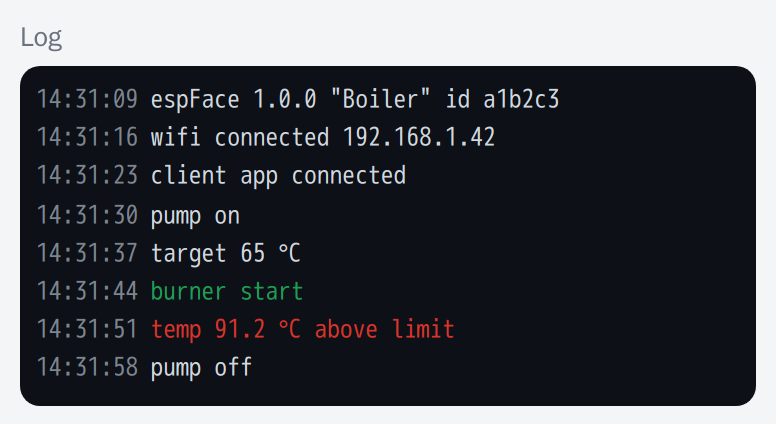 Log
14:31:09 espFace 1.0.0 "Boiler" id a1b2c3
14:31:16 wifi connected 192.168.1.42
14:31:23 client app connected
14:31:30 pump on
14:31:37 target 65 °C
14:31:44 burner start
14:31:51 temp 91.2 °C above limit
14:31:58 pump off